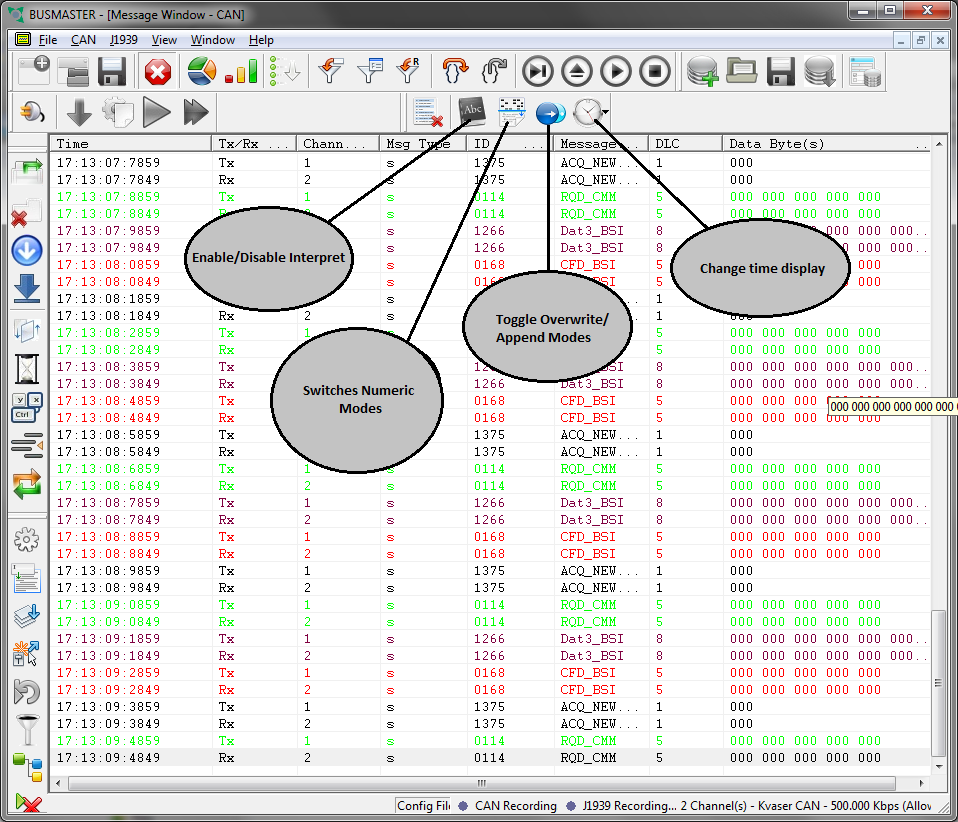 BUSMASTER - [Message Window - CAN]
File CAN J1939 View Window Help
Abc
Time Tx/Rx ... Chann... Msg Type ID ... Message... DLC Data Byte(s) ...
17:13:07:7859 Tx 1 s 1375 ACQ_NEW... 1 000
17:13:07:7849 Rx 2 s 1375 ACQ_NEW... 1 000
17:13:07:8859 Tx 1 s 0114 RQD_CMM 5 000 000 000 000 000
17:13:07:8849 s 0114 RQD_CMM 5 000 000 000 000 000
17:13:07:9859 s 1266 Dat3_BSI 8 000 000 000...
17:13:07:9849 s 1266 Dat3_BSI 8 000 000...
17:13:08:0859 s 0168 CFD_BSI 5 000
17:13:08:0849 s 0168 CFD_BSI 5 000
17:13:08:1859 s 1
17:13:08:1849 Rx 2 s 1 000
17:13:08:2859 Tx 5 000 000 000 000 000
17:13:08:2849 Rx 5 000 000 000 000 000
17:13:08:3859 Tx 8 000 000 000 000 000 000...
17:13:08:3849 Rx 1266 Dat3_BSI 8 000 000 000 000 000 000...
17:13:08:4859 Tx 0168 CFD_BSI 5 000 000 000
17:13:08:4849 Rx 0168 CFD_BSI 5 000 000 000
17:13:08:5859 Tx 1375 ACQ_NEW... 1 000
17:13:08:5849 Rx 1375 ACQ_NEW... 1 000
17:13:08:6859 Tx 1 s 0114 RQD_CMM 5 000 000 000 000 000
17:13:08:6849 Rx 2 s 0114 RQD_CMM 5 000 000 000 000 000
17:13:08:7859 Tx 1 s 1266 Dat3_BSI 8 000 000 000 000 000 000...
17:13:08:7849 Rx 2 s 1266 Dat3_BSI 8 000 000 000 000 000 000...
17:13:08:8859 Tx 1 s 0168 CFD_BSI 5 000 000 000 000 000
17:13:08:8849 Rx 2 s 0168 CFD_BSI 5 000 000 000 000 000
17:13:08:9859 Tx 1 s 1375 ACQ_NEW... 1 000
17:13:08:9849 Rx 2 s 1375 ACQ_NEW... 1 000
17:13:09:0859 Tx 1 s 0114 RQD_CMM 5 000 000 000 000 000
17:13:09:0849 Rx 2 s 0114 RQD_CMM 5 000 000 000 000 000
17:13:09:1859 Tx 1 s 1266 Dat3_BSI 8 000 000 000 000 000 000...
17:13:09:1849 Rx 2 s 1266 Dat3_BSI 8 000 000 000 000 000 000...
17:13:09:2859 Tx 1 s 0168 CFD_BSI 5 000 000 000 000 000
17:13:09:2849 Rx 2 s 0168 CFD_BSI 5 000 000 000 000 000
17:13:09:3859 Tx 1 s 1375 ACQ_NEW... 1 000
17:13:09:3849 Rx 2 s 1375 ACQ_NEW... 1 000
17:13:09:4859 Tx 1 s 0114 RQD_CMM 5 000 000 000 000 000
17:13:09:4849 Rx 2 s 0114 RQD_CMM 5 000 000 000 000 000
Enable/Disable Interpret
Switches Numeric
Modes
Toggle Overwrite/
Append Modes
Change time display
000 000 000 000 000 000
Y X
Ctrl
Config Fil CAN Recording J1939 Recording... 2 Channel(s) - Kvaser CAN - 500.000 Kbps (Allow